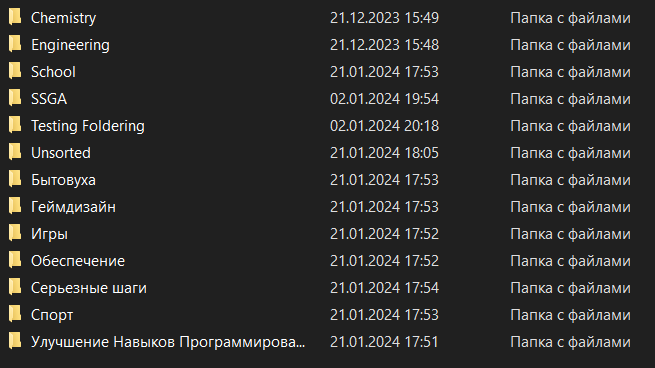 Chemistry 21.12.2023 15:49 Папка с файлами
Engineering 21.12.2023 15:48 Папка с файлами
School 21.01.2024 17:53 Папка с файлами
SSGA 02.01.2024 19:54 Папка с файлами
Testing Foldering 02.01.2024 20:18 Папка с файлами
Unsorted 21.01.2024 18:05 Папка с файлами
Бытовуха 21.01.2024 17:53 Папка с файлами
Геймдизайн 21.01.2024 17:53 Папка с файлами
Игры 21.01.2024 17:52 Папка с файлами
Обеспечение 21.01.2024 17:52 Папка с файлами
Серьезные шаги 21.01.2024 17:54 Папка с файлами
Спорт 21.01.2024 17:53 Папка с файлами
Улучшение Навыков Программирова... 21.01.2024 17:51 Папка с файлами